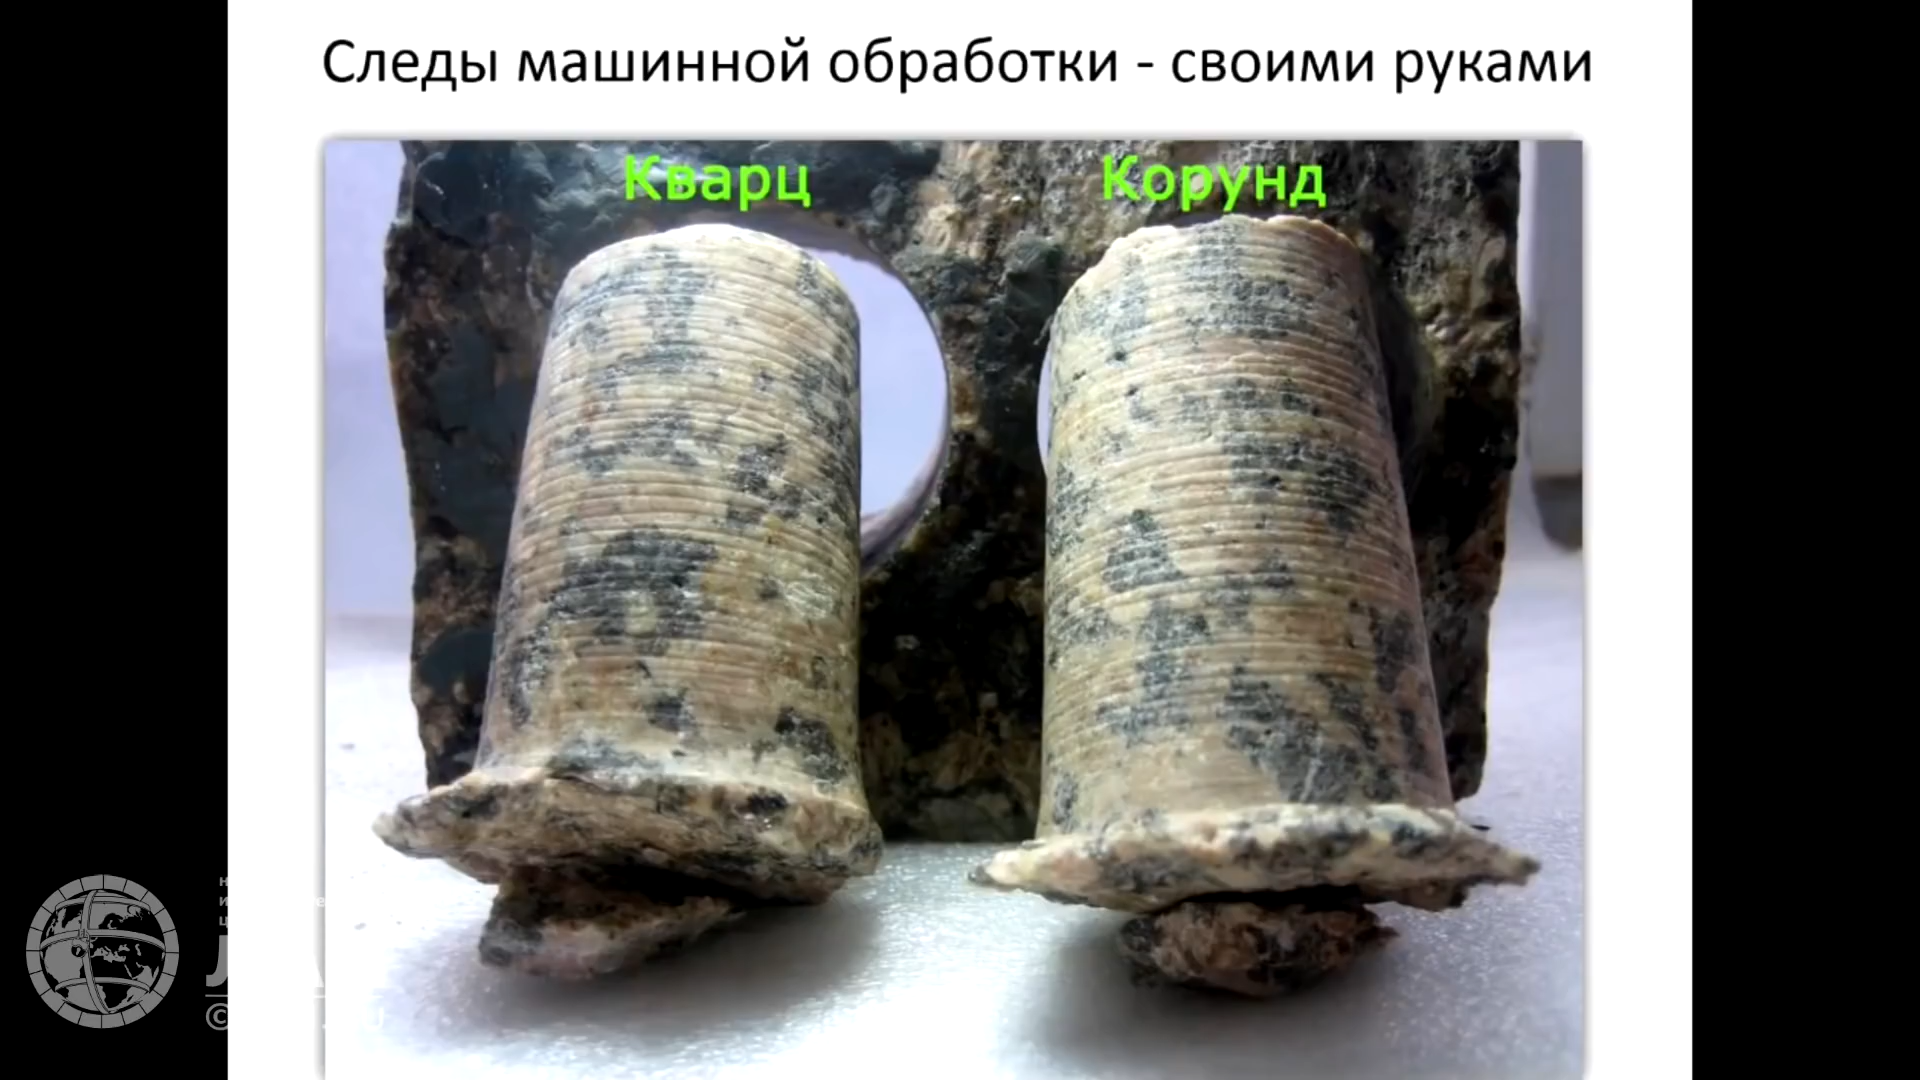 Следы машинной обработки - своими руками
Кварц
Корунд